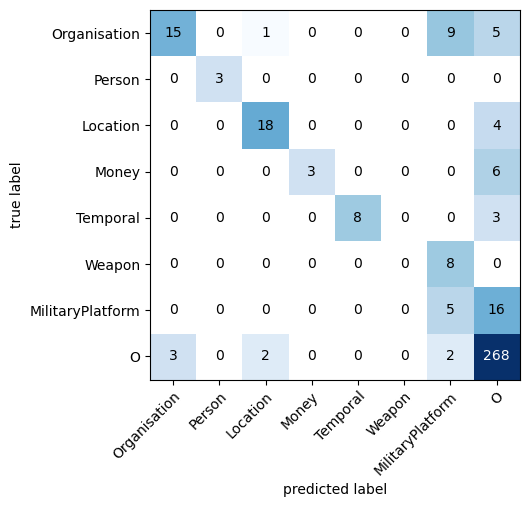 Organisation 15 0 1 0 0 0 9 5
Person 0 3 0 0 0 0 0 0
Location 0 0 18 0 0 0 0 4
Money 0 0 0 3 0 0 0 6
Temporal 0 0 0 0 8 0 0 3
Weapon 0 0 0 0 0 0 8 0
MilitaryPlatform 0 0 0 0 0 0 5 16
O 3 0 2 0 0 0 2 268
true label
Organisation Person Location Money Temporal Weapon MilitaryPlatform O
predicted label